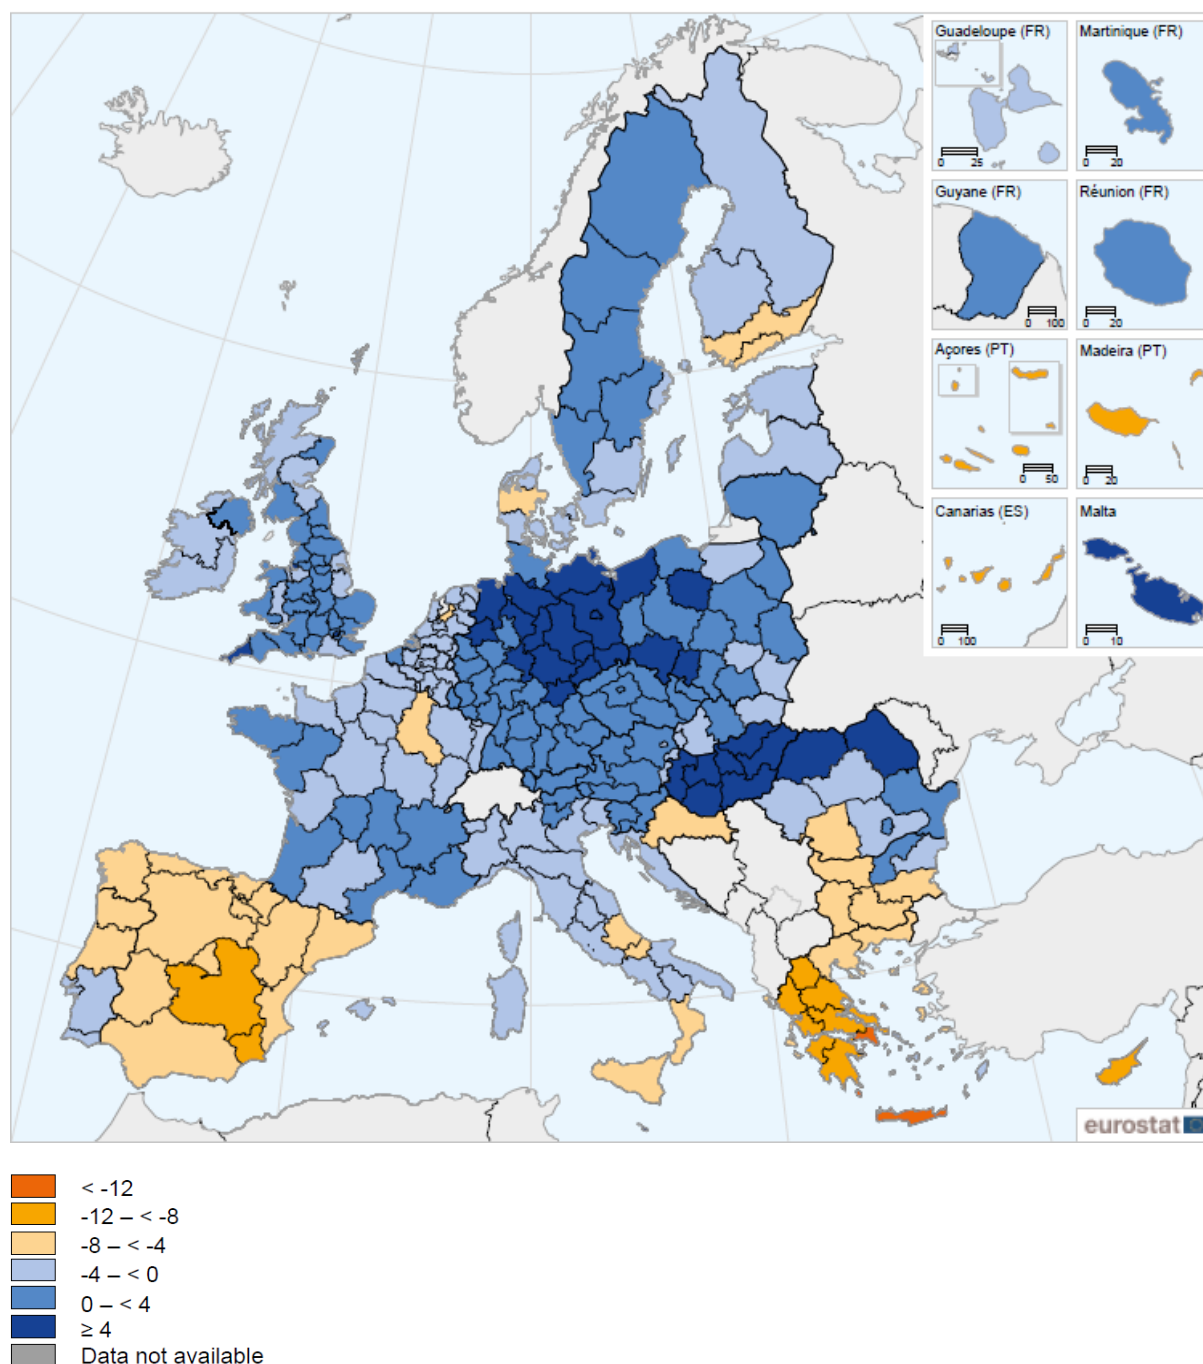 Guadeloupe (FR)
0 25
Martinique (FR)
0 20
Guyane (FR)
0 100
Réunion (FR)
0 20
Açores (PT)
0 50
Madeira (PT)
0 20
Canarias (ES)
0 100
Malta
0 10
eurostat
< -12
-12 – < -8
-8 – < -4
-4 – < 0
0 – < 4
≥ 4
Data not available